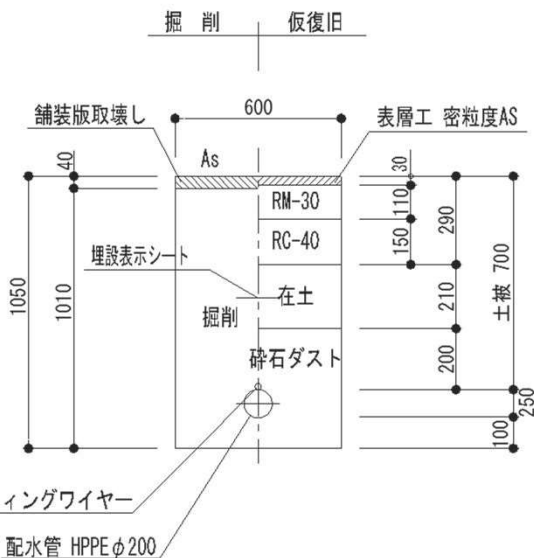 掘 削
仮復旧
舗装版取壊し
600
表層工 密粒度AS
40
As
30
RM-30
110
RC-40
150
290
埋設表示シート
在土
210
土被 700
1050
1010
掘削
砕石ダスト
200
250
100
ィングワイヤー
配水管 HPPEφ200